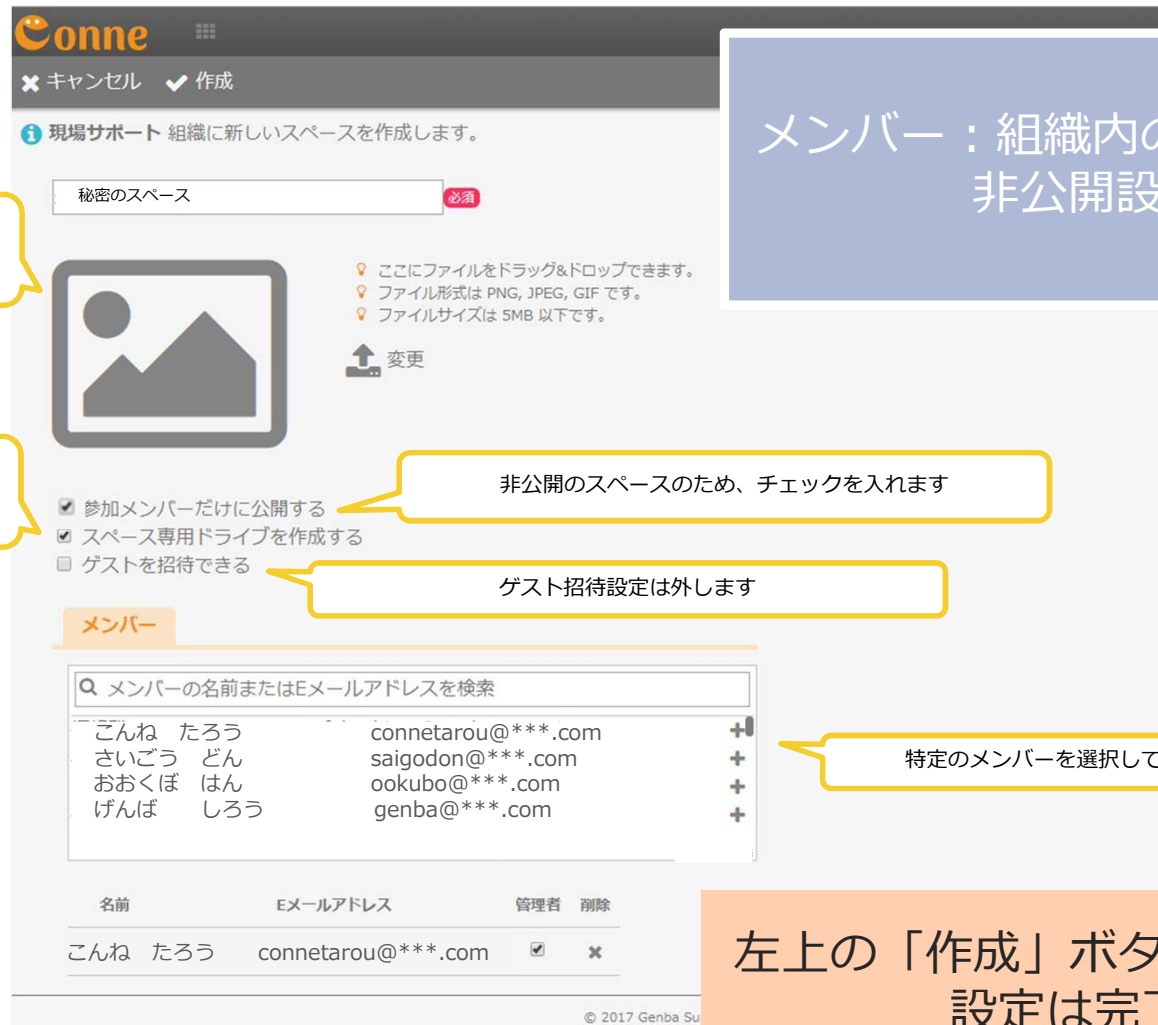 Conne
キャンセル 作成
現場サポート 組織に新しいスペースを作成します。
メンバー：組織内の
非公開設
秘密のスペース 必須
ここにファイルをドラッグ&ドロップできます。
ファイル形式は PNG, JPEG, GIF です。
ファイルサイズは 5MB 以下です。
変更
非公開のスペースのため、チェックを入れます
参加メンバーだけに公開する
スペース専用ドライブを作成する
ゲストを招待できる
ゲスト招待設定は外します
メンバー
メンバーの名前またはEメールアドレスを検索
こんね たろう connetarou@***.com
さいごう どん saigodon@***.com
おおくぼ はん ookubo@***.com
げんば しろう genba@***.com
特定のメンバーを選択して
名前 Eメールアドレス 管理者 削除
こんね たろう connetarou@***.com
左上の「作成」ボタ
設定は完了
© 2017 Genba Su